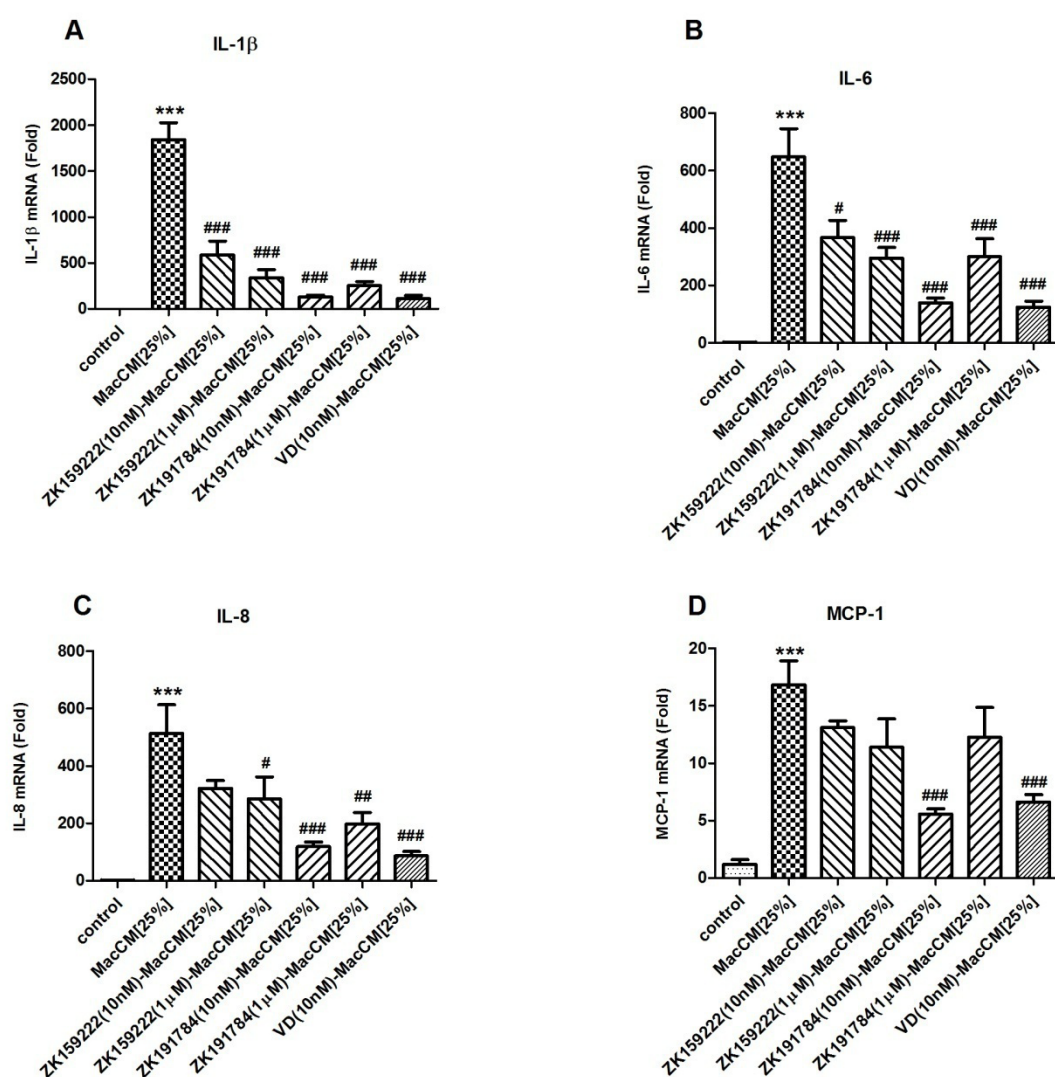 A
IL-1β
IL-1β mRNA (Fold)
2500
2000
1500
1000
500
0
***
###
###
###
###
###
control
MacCM[25%]
ZK159222(10nM)-MacCM[25%]
ZK159222(1μM)-MacCM[25%]
ZK191784(10nM)-MacCM[25%]
ZK191784(1μM)-MacCM[25%]
VD(10nM)-MacCM[25%]
B
IL-6
IL-6 mRNA (Fold)
800
600
400
200
0
***
#
###
###
###
###
control
MacCM[25%]
ZK159222(10nM)-MacCM[25%]
ZK159222(1μM)-MacCM[25%]
ZK191784(10nM)-MacCM[25%]
ZK191784(1μM)-MacCM[25%]
VD(10nM)-MacCM[25%]
C
IL-8
IL-8 mRNA (Fold)
800
600
400
200
0
***
#
###
##
###
control
MacCM[25%]
ZK159222(10nM)-MacCM[25%]
ZK159222(1μM)-MacCM[25%]
ZK191784(10nM)-MacCM[25%]
ZK191784(1μM)-MacCM[25%]
VD(10nM)-MacCM[25%]
D
MCP-1
MCP-1 mRNA (Fold)
20
15
10
5
0
***
###
###
control
MacCM[25%]
ZK159222(10nM)-MacCM[25%]
ZK159222(1μM)-MacCM[25%]
ZK191784(10nM)-MacCM[25%]
ZK191784(1μM)-MacCM[25%]
VD(10nM)-MacCM[25%]